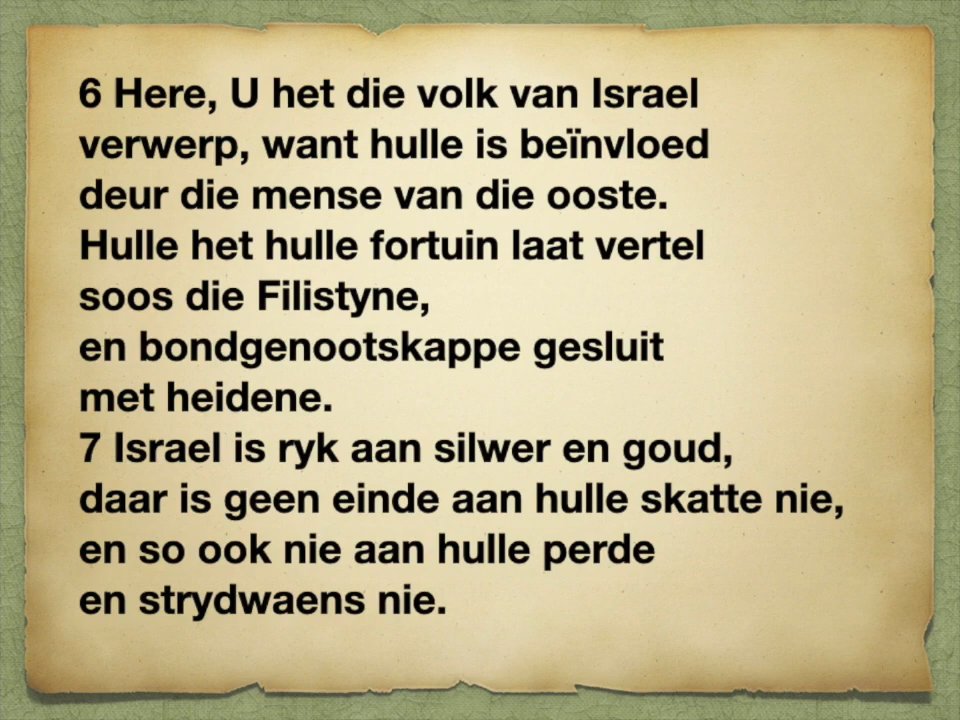 6 Here, U het die volk van Israel
verwerp, want hulle is beïnvloed
deur die mense van die ooste.
Hulle het hulle fortuin laat vertel
soos die Filistyne,
en bondgenootskappe gesluit
met heidene.
7 Israel is ryk aan silwer en goud,
daar is geen einde aan hulle skatte nie,
en so ook nie aan hulle perde
en strydwaens nie.